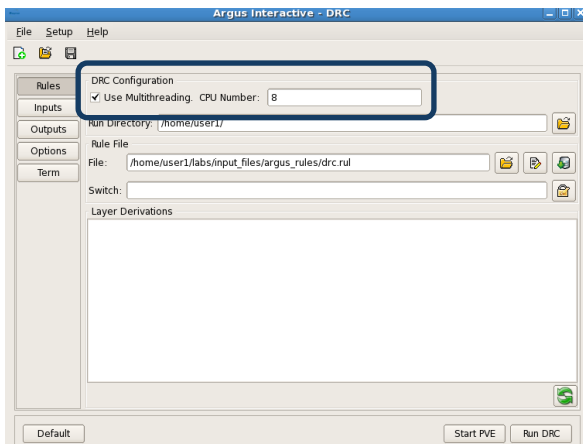 Argus Interactive - DRC
File Setup Help
Rules
Inputs
Outputs
Options
Term
DRC Configuration
Use Multithreading. CPU Number: 8
Run Directory: /home/user1/
Rule File
File: /home/user1/labs/input_files/argus_rules/drc.rul
Switch:
Layer Derivations
Default Start PVE Run DRC